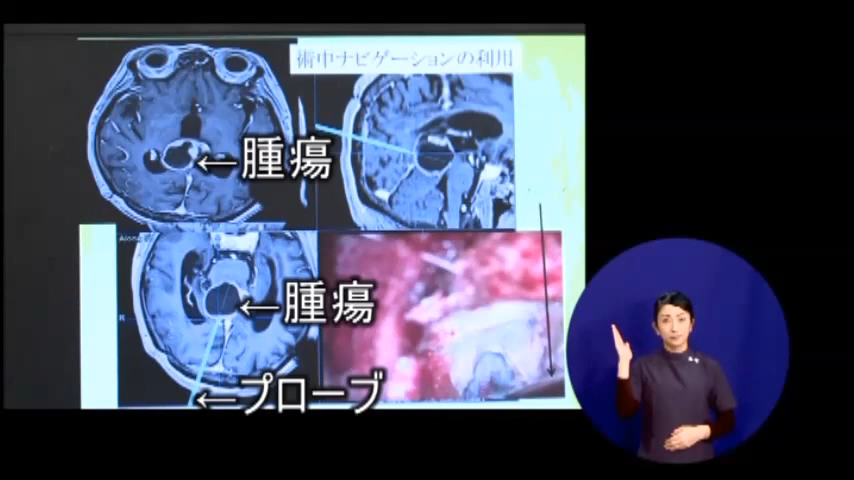 術中ナビゲーションの利用
←腫瘍
←腫瘍
←プローブ